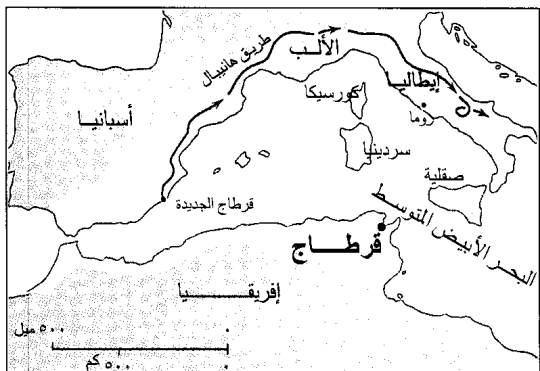 طريق هانيبال
الألب
إيطاليا
كورسيكا
روما
أسبانيا
سردينيا
صقلية
قرطاج الجديدة
البحر الأبيض المتوسط
قرطاج
إفريقيا
٥٠٠ ميل
٥٠٠ كم